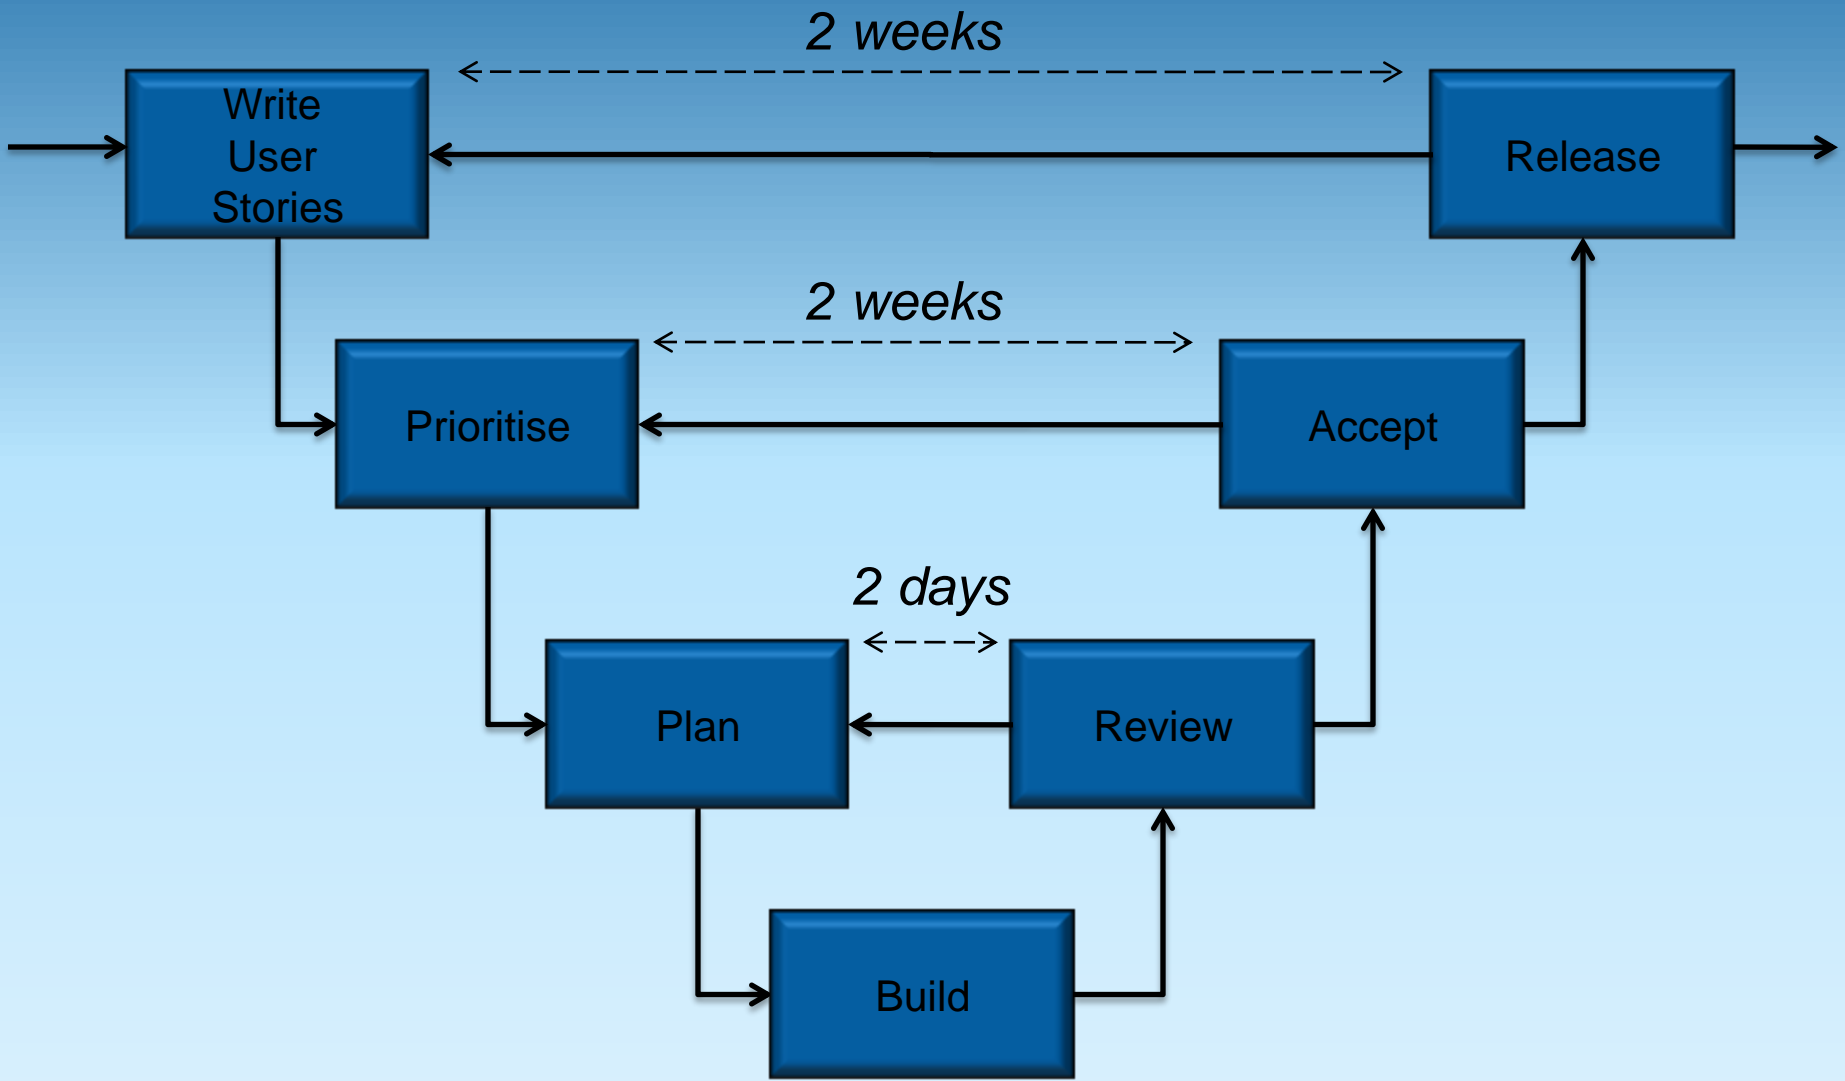 2 weeks
Write
User
Stories
Release
2 weeks
Prioritise
Accept
2 days
Plan
Review
Build